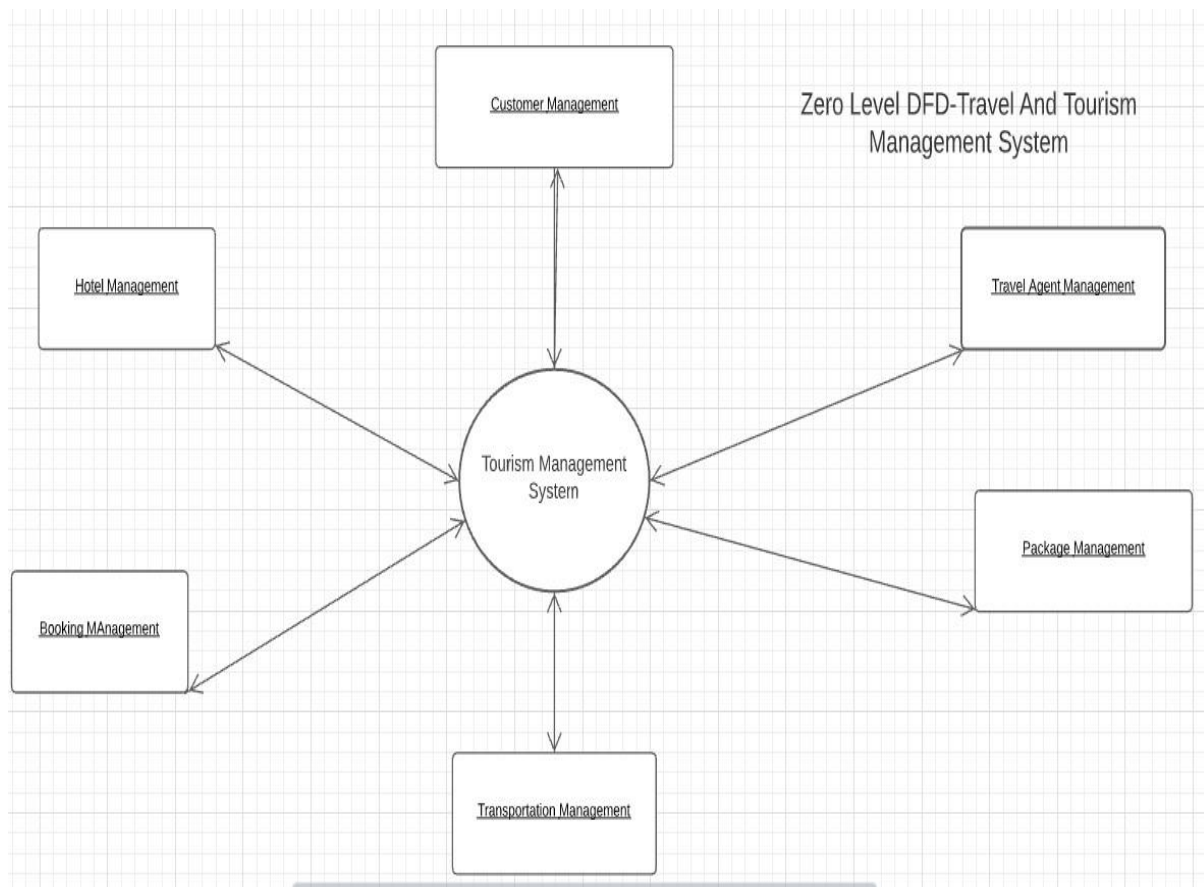 Customer Management
Zero Level DFD-Travel And Tourism
Management System
Hotel Management
Travel Agent Management
Tourism Management
System
Package Management
Booking MAnagement
Transportation Management